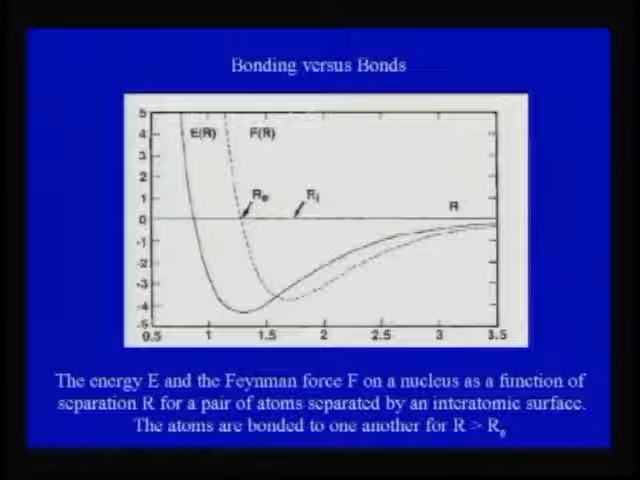 Bonding versus Bonds
5
4
3
2
1
0
-1
-2
-3
-4
-5
E(R)
F(R)
Re
Ri
R
0.5
1
1.5
2
2.5
3
3.5
The energy E and the Feynman force F on a nucleus as a function of
separation R for a pair of atoms separated by an interatomic surface.
The atoms are bonded to one another for R > Re